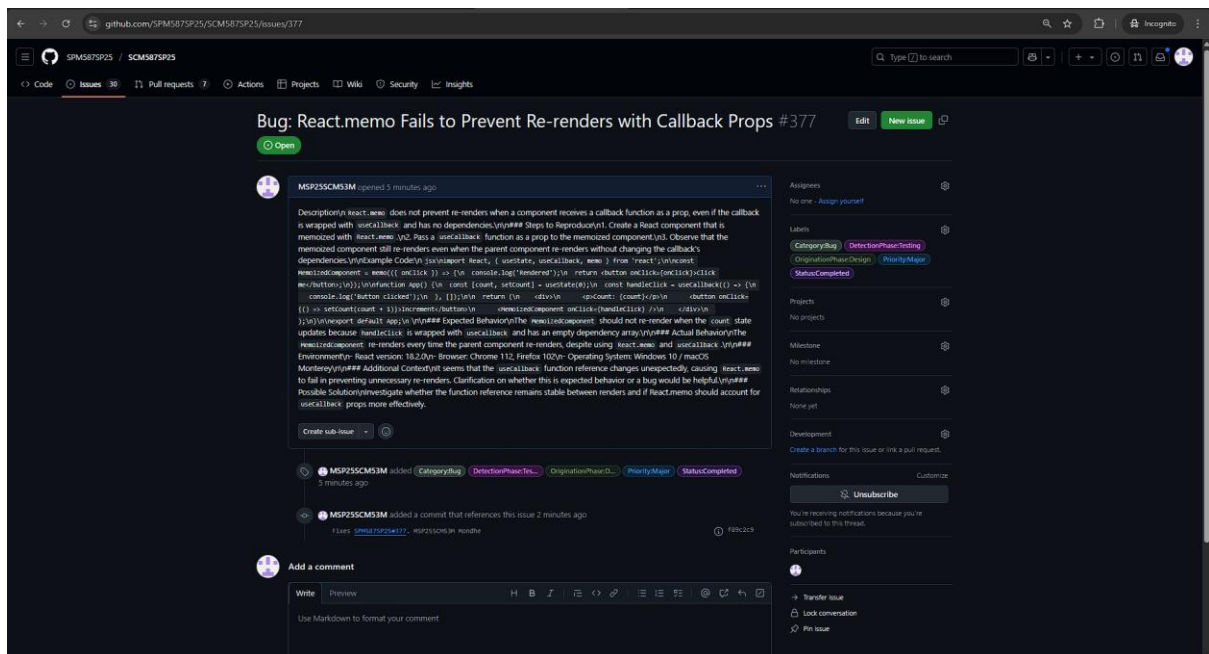 github.com/SPM587SP25/SCM587SP25/issues/377
Incognito
SPM587SP25 / SCM587SP25
Type / to search
Code Issues 30 Pull requests 7 Actions Projects Wiki Security Insights
Bug: React.memo Fails to Prevent Re-renders with Callback Props #377
Edit New issue
Open
MSP25SCM53M opened 5 minutes ago
Description\n React.memo does not prevent re-renders when a component receives a callback function as a prop, even if the callback
is wrapped with useCallback and has no dependencies.\n\n### Steps to Reproduce\n1. Create a React component that is
memoized with React.memo .\n2. Pass a useCallback function as a prop to the memoized component.\n3. Observe that the
memoized component still re-renders even when the parent component re-renders without changing the callback's
dependencies.\n\nExample Code\n jsx\nimport React, { useState, useCallback, memo } from 'react';\n\nconst
MemoizedComponent = memo(({ onClick }) => {\n console.log('Rendered');\n return <button onClick={onClick}>Click
me</button>;\n});\n\nfunction App() {\n const [count, setCount] = useState(0);\n const handleClick = useCallback(() => {\n
console.log('Button clicked');\n }, []);\n\n return (\n <div>\n <p>Count: {count}</p>\n <button onClick=
{() => setCount(count + 1)}>Increment</button>\n <MemoizedComponent onClick={handleClick} />\n </div>\n
);\n}\n\nexport default App;\n \n\n### Expected Behavior\nThe MemoizedComponent should not re-render when the count state
updates because handleClick is wrapped with useCallback and has an empty dependency array.\n\n### Actual Behavior\nThe
MemoizedComponent re-renders every time the parent component re-renders, despite using React.memo and useCallback .\n\n###
Environment\n- React version: 18.2.0\n- Browser: Chrome 112, Firefox 102\n- Operating System: Windows 10 / macOS
Monterey\n\n### Additional Context\nIt seems that the useCallback function reference changes unexpectedly, causing React.memo
to fail in preventing unnecessary re-renders. Clarification on whether this is expected behavior or a bug would be helpful.\n\n###
Possible Solution\nInvestigate whether the function reference remains stable between renders and if React.memo should account for
useCallback props more effectively.
Create sub-issue
MSP25SCM53M added Category:Bug DetectionPhase:Tes... OriginationPhase:D... Priority:Major Status:Completed
5 minutes ago
MSP25SCM53M added a commit that references this issue 2 minutes ago
Fixes SPM587SP25#377. MSP25SCM53M Mondhe
f89c2c9
Add a comment
Write Preview
Use Markdown to format your comment
Assignees
No one - Assign yourself
Labels
Category:Bug DetectionPhase:Testing
OriginationPhase:Design Priority:Major
Status:Completed
Projects
No projects
Milestone
No milestone
Relationships
None yet
Development
Create a branch for this issue or link a pull request.
Notifications Customize
Unsubscribe
You're receiving notifications because you're
subscribed to this thread.
Participants
Transfer issue
Lock conversation
Pin issue